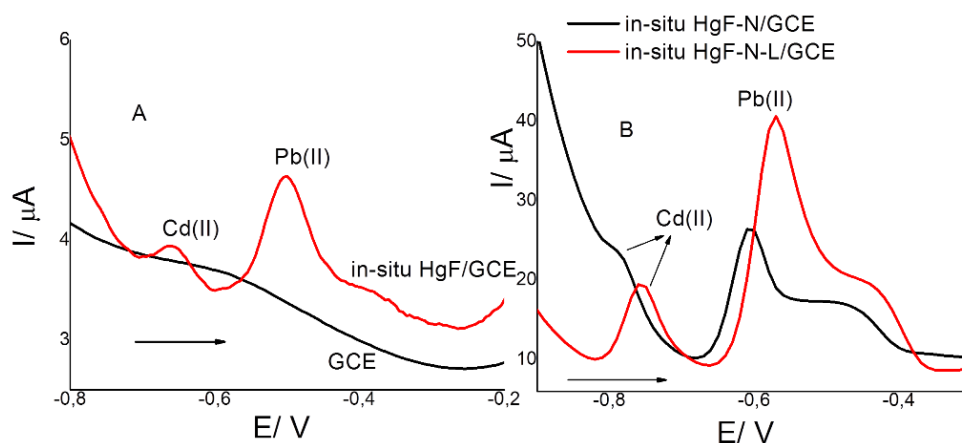 6
5
4
3
2
I/ μA
A
Pb(II)
Cd(II)
in-situ HgF/GCE
GCE
-0,8
-0,6
-0,4
-0,2
E/ V
in-situ HgF-N/GCE
in-situ HgF-N-L/GCE
50
40
30
20
10
I/ μA
B
Pb(II)
Cd(II)
-0,8
-0,6
-0,4
E/ V